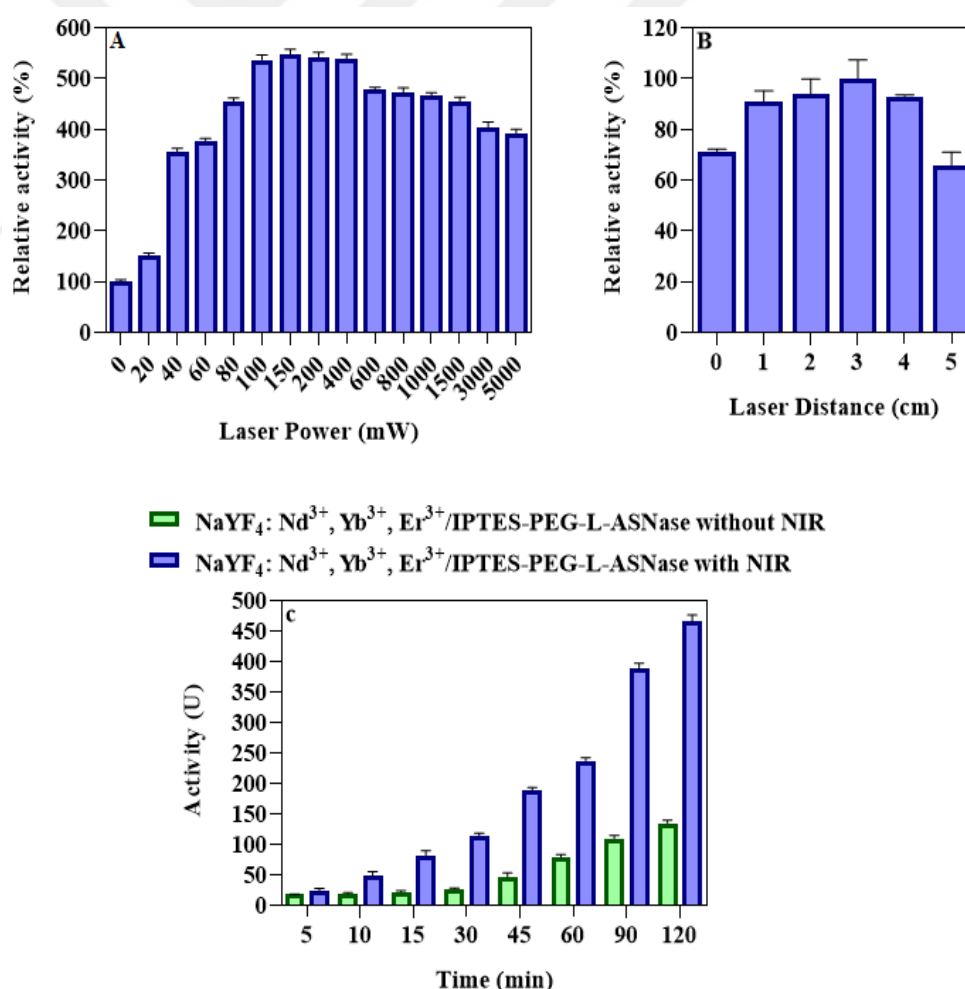 A
Relative activity (%)
600
500
400
300
200
100
0
0 20 40 60 80 100 150 200 400 600 800 1000 1500 3000 5000
Laser Power (mW)
B
Relative activity (%)
120
100
80
60
40
20
0
0 1 2 3 4 5
Laser Distance (cm)
NaYF₄: Nd³⁺, Yb³⁺, Er³⁺/IPTES-PEG-L-ASNase without NIR
NaYF₄: Nd³⁺, Yb³⁺, Er³⁺/IPTES-PEG-L-ASNase with NIR
c
Activity (U)
500
450
400
350
300
250
200
150
100
50
0
5 10 15 30 45 60 90 120
Time (min)